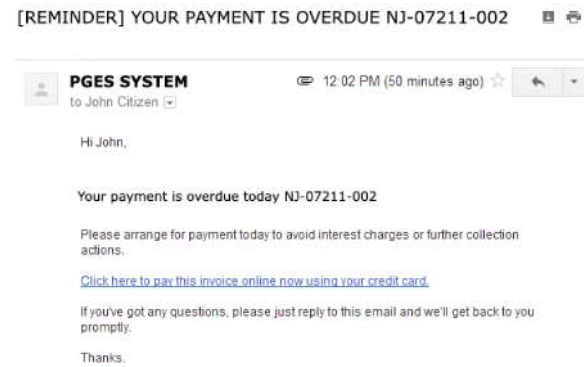 [REMINDER] YOUR PAYMENT IS OVERDUE NJ-07211-002
PGES SYSTEM
12:02 PM (50 minutes ago)
to John Citizen
Hi John,
Your payment is overdue today NJ-07211-002
Please arrange for payment today to avoid interest charges or further collection
actions.
Click here to pay this invoice online now using your credit card.
If you've got any questions, please just reply to this email and we'll get back to you
promptly.
Thanks.